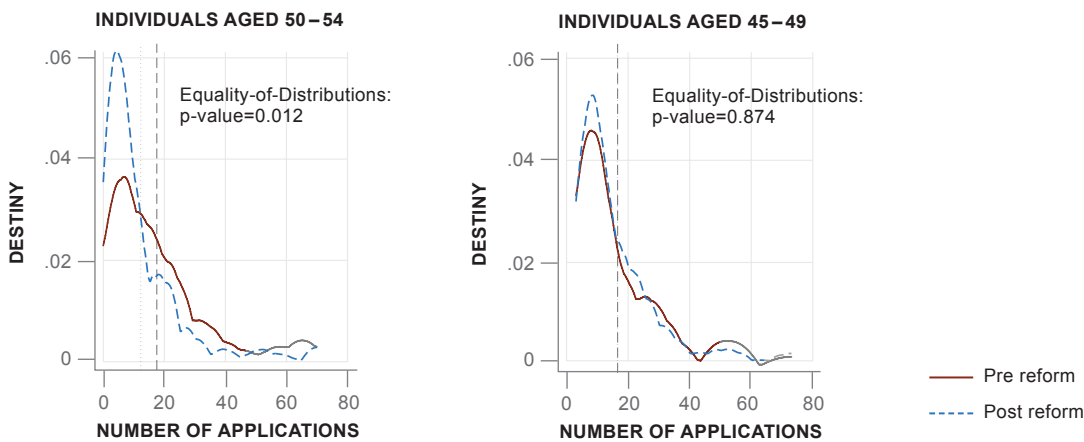 INDIVIDUALS AGED 50–54
.06
.04
.02
0
DESTINY
Equality-of-Distributions:
p-value=0.012
0 20 40 60 80
NUMBER OF APPLICATIONS
INDIVIDUALS AGED 45–49
.06
.04
.02
0
DESTINY
Equality-of-Distributions:
p-value=0.874
0 20 40 60 80
NUMBER OF APPLICATIONS
Pre reform
Post reform